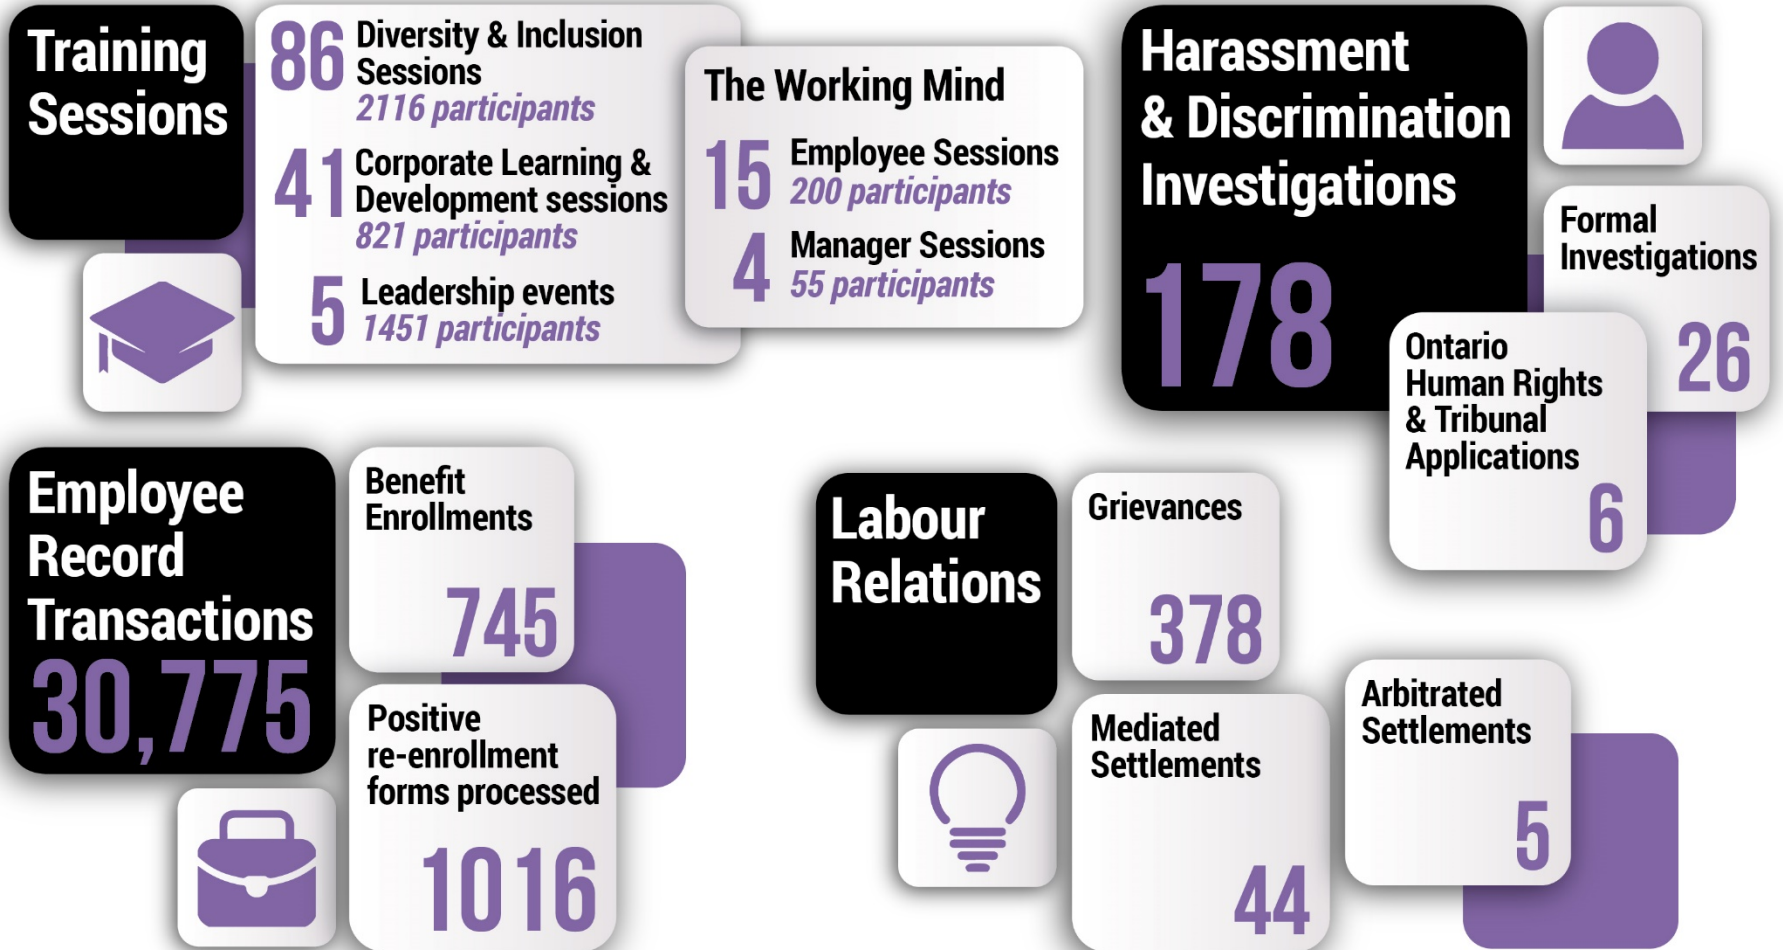 Training
Sessions
86 Diversity & Inclusion
Sessions
2116 participants
41 Corporate Learning &
Development sessions
821 participants
5 Leadership events
1451 participants
The Working Mind
15 Employee Sessions
200 participants
4 Manager Sessions
55 participants
Harassment
& Discrimination
Investigations
178
Formal
Investigations
26
Ontario
Human Rights
& Tribunal
Applications
6
Employee
Record
Transactions
30,775
Benefit
Enrollments
745
Positive
re-enrollment
forms processed
1016
Labour
Relations
Grievances
378
Mediated
Settlements
44
Arbitrated
Settlements
5